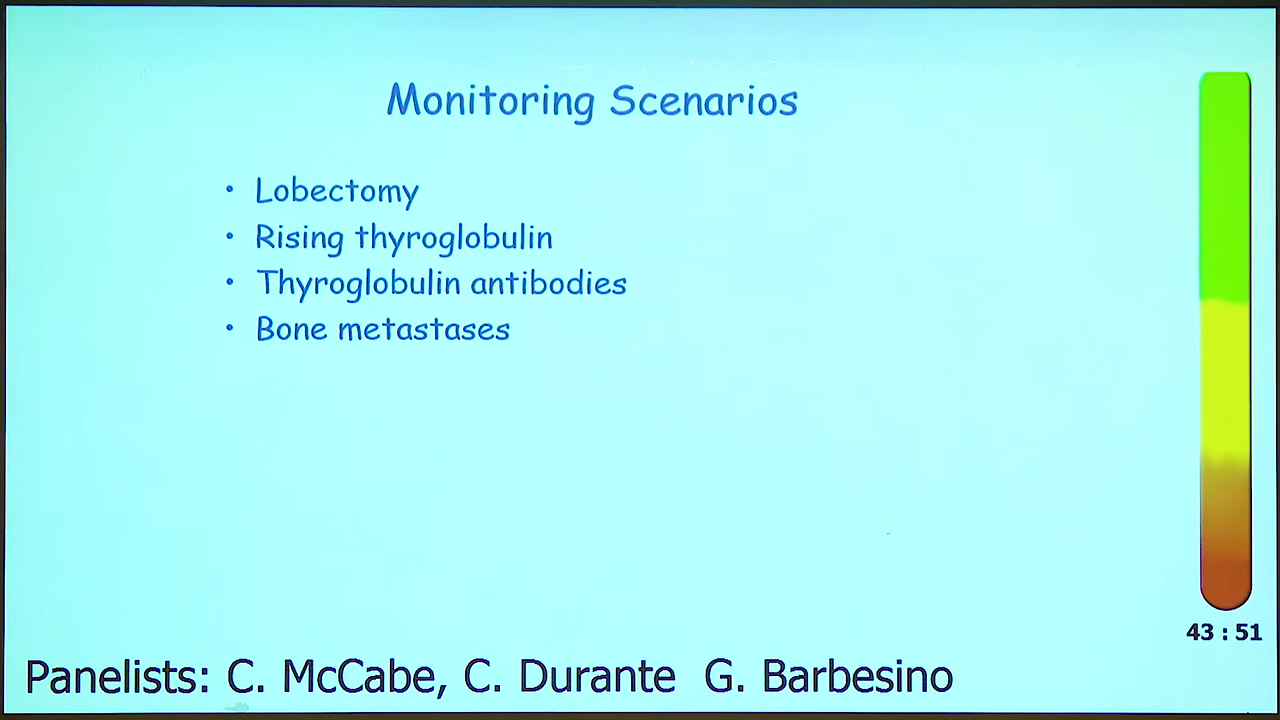 Monitoring Scenarios
• Lobectomy
• Rising thyroglobulin
• Thyroglobulin antibodies
• Bone metastases
43 : 51
Panelists: C. McCabe, C. Durante G. Barbesino